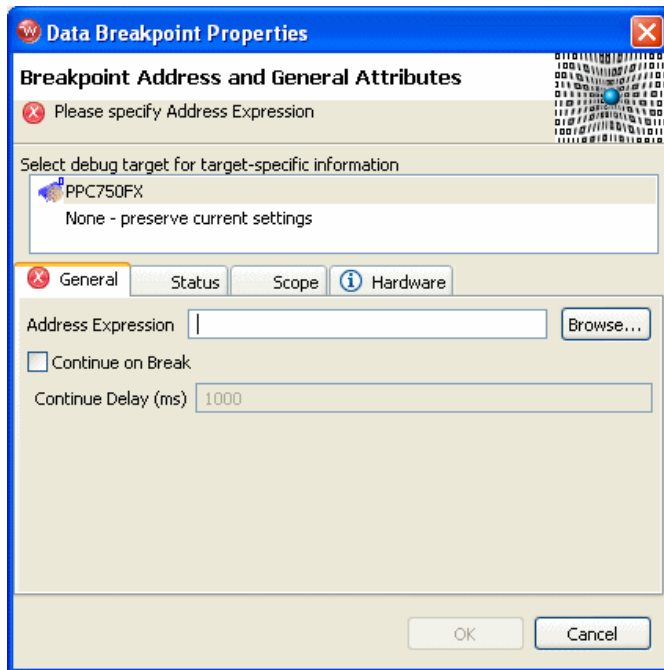 Data Breakpoint Properties
Breakpoint Address and General Attributes
Please specify Address Expression
Select debug target for target-specific information
PPC750FX
None - preserve current settings
General Status Scope Hardware
Address Expression Browse...
Continue on Break
Continue Delay (ms) 1000
OK Cancel